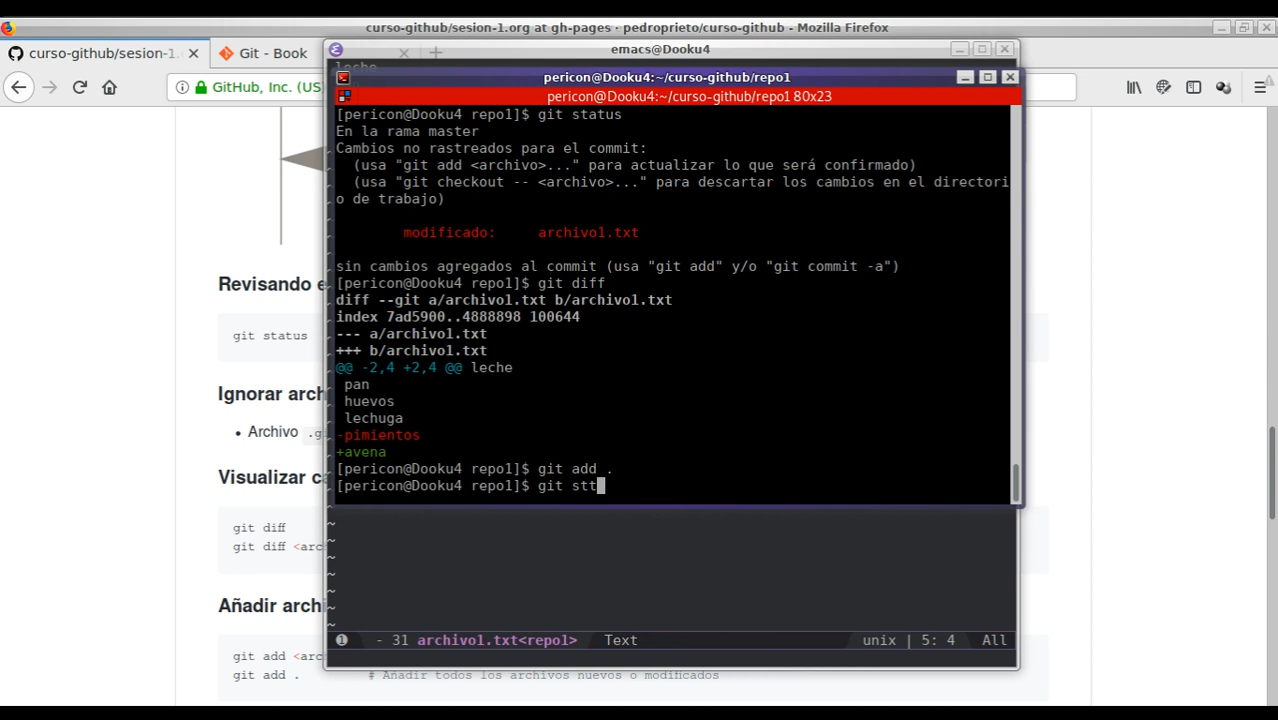 curso-github/sesion-1.org at gh-pages · pedroprieto/curso-github - Mozilla Firefox
curso-github/sesion-1.
Git - Book
emacs@Dooku4
GitHub, Inc. (US)
leche
pericon@Dooku4:~/curso-github/repo1
pericon@Dooku4:~/curso-github/repo1 80x23
[pericon@Dooku4 repo1]$ git status
En la rama master
Cambios no rastreados para el commit:
  (usa "git add <archivo>..." para actualizar lo que será confirmado)
  (usa "git checkout -- <archivo>..." para descartar los cambios en el directori
o de trabajo)
modificado:     archivo1.txt
sin cambios agregados al commit (usa "git add" y/o "git commit -a")
[pericon@Dooku4 repo1]$ git diff
diff --git a/archivo1.txt b/archivo1.txt
index 7ad5900..4888898 100644
--- a/archivo1.txt
+++ b/archivo1.txt
@@ -2,4 +2,4 @@ leche
 pan
 huevos
 lechuga
-pimientos
+avena
[pericon@Dooku4 repo1]$ git add .
[pericon@Dooku4 repo1]$ git stt
~
~
~
~
~
~
~
- 31 archivo1.txt<repo1> Text unix | 5: 4 All
Revisando e
git status
Ignorar arch
• Archivo .gi
Visualizar ca
git diff
git diff <arc
Añadir archi
git add <arc
git add . # Añadir todos los archivos nuevos o modificados